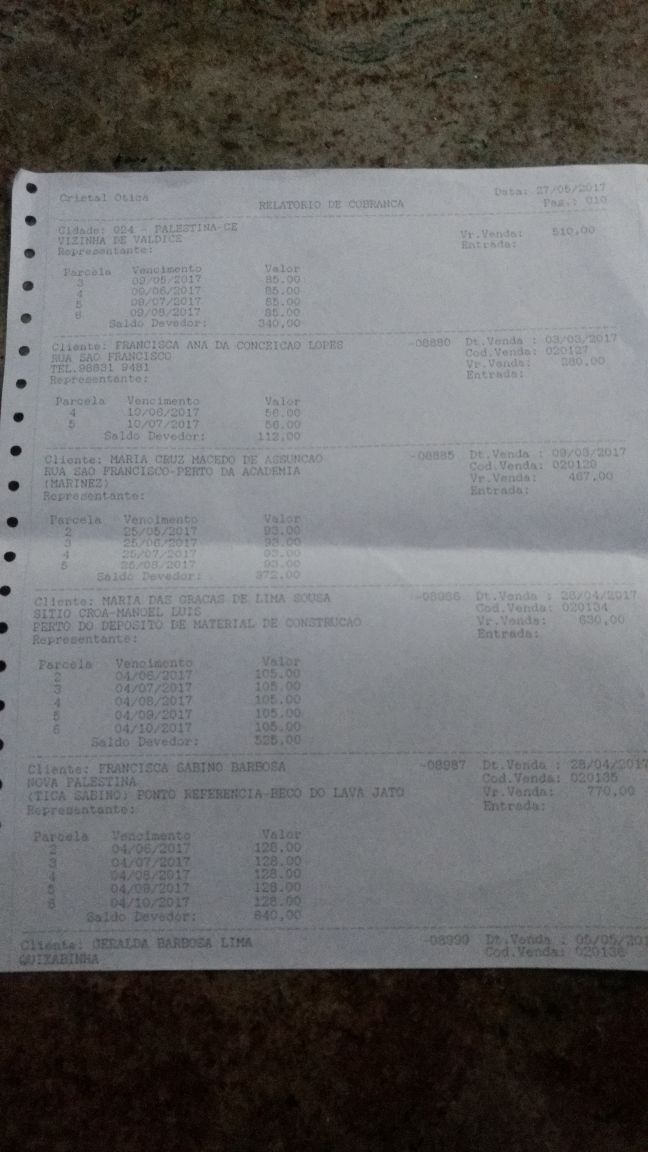 Cristal Otica RELATORIO DE COBRANCA Data: 27/05/2017
Pag.: 010
Cidade: 024 - PALESTINA-CE
VIZINHA DE VALDICE Vr.Venda: 510,00
Representante: Entrada:
Parcela Vencimento Valor
3 09/05/2017 85.00
4 09/06/2017 85.00
5 09/07/2017 85.00
6 09/08/2017 85.00
Saldo Devedor: 340,00
Cliente: FRANCISCA ANA DA CONCEICAO LOPES -08880 Dt.Venda : 03/03/2017
RUA SAO FRANCISCO Cod.Venda: 020127
TEL.98831 9481 Vr.Venda: 280,00
Representante: Entrada:
Parcela Vencimento Valor
4 10/06/2017 56.00
5 10/07/2017 56.00
Saldo Devedor: 112,00
Cliente: MARIA CRUZ MACEDO DE ASSUNCAO -08885 Dt.Venda : 09/03/2017
RUA SAO FRANCISCO-PERTO DA ACADEMIA Cod.Venda: 020129
(MARINEZ) Vr.Venda: 467,00
Representante: Entrada:
Parcela Vencimento Valor
2 25/05/2017 93.00
3 25/06/2017 93.00
4 25/07/2017 93.00
5 25/08/2017 93.00
Saldo Devedor: 372,00
Cliente: MARIA DAS GRACAS DE LIMA SOUSA -08986 Dt.Venda : 28/04/2017
SITIO CROA-MANOEL LUIS Cod.Venda: 020134
PERTO DO DEPOSITO DE MATERIAL DE CONSTRUCAO Vr.Venda: 630,00
Representante: Entrada:
Parcela Vencimento Valor
2 04/06/2017 105.00
3 04/07/2017 105.00
4 04/08/2017 105.00
5 04/09/2017 105.00
6 04/10/2017 105.00
Saldo Devedor: 525,00
Cliente: FRANCISCA SABINO BARBOSA -08987 Dt.Venda : 28/04/2017
NOVA PALESTINA Cod.Venda: 020135
(TICA SABINO) PONTO REFERENCIA-BECO DO LAVA JATO Vr.Venda: 770,00
Representante: Entrada:
Parcela Vencimento Valor
2 04/06/2017 128.00
3 04/07/2017 128.00
4 04/08/2017 128.00
5 04/09/2017 128.00
6 04/10/2017 128.00
Saldo Devedor: 640,00
Cliente: GERALDA BARBOSA LIMA -08999 Dt.Venda : 05/05/201
QUIXABINHA Cod.Venda: 020136